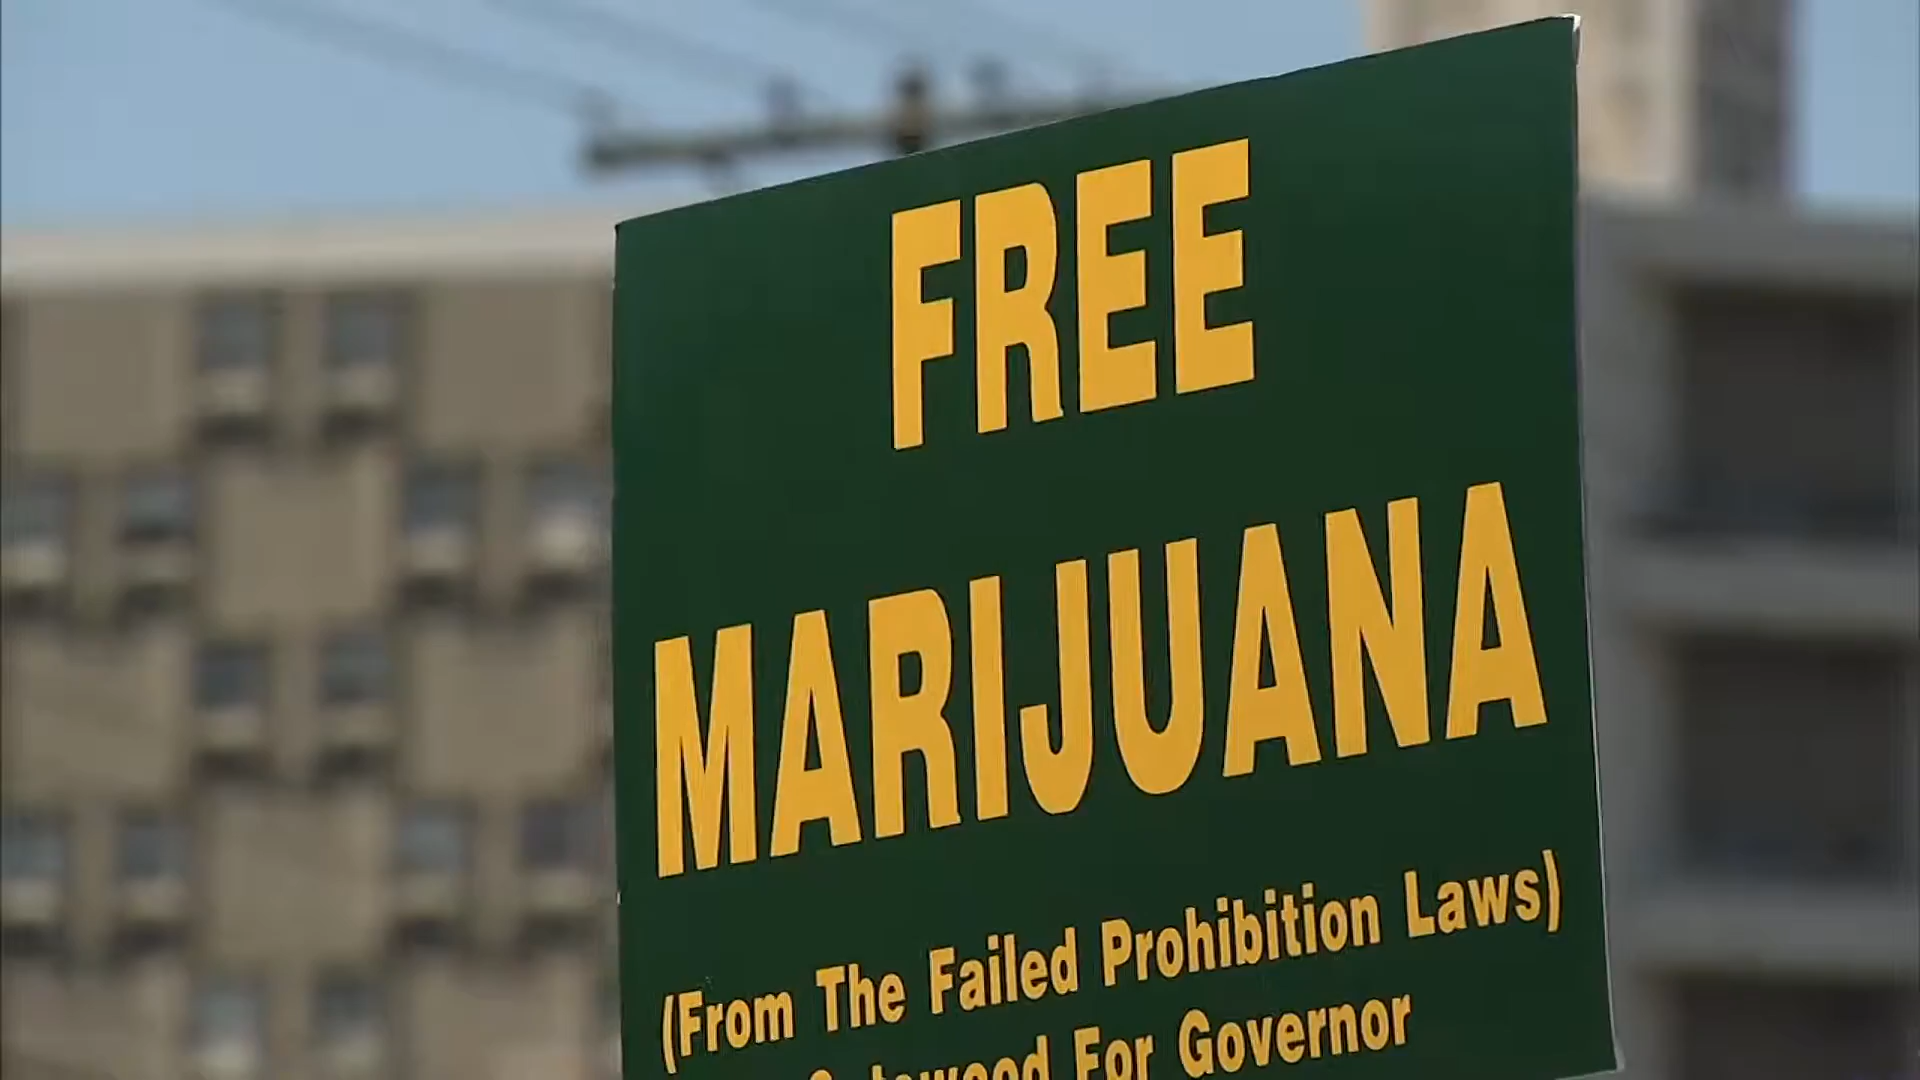 FREE
MARIJUANA
(From The Failed Prohibition Laws)
For Governor